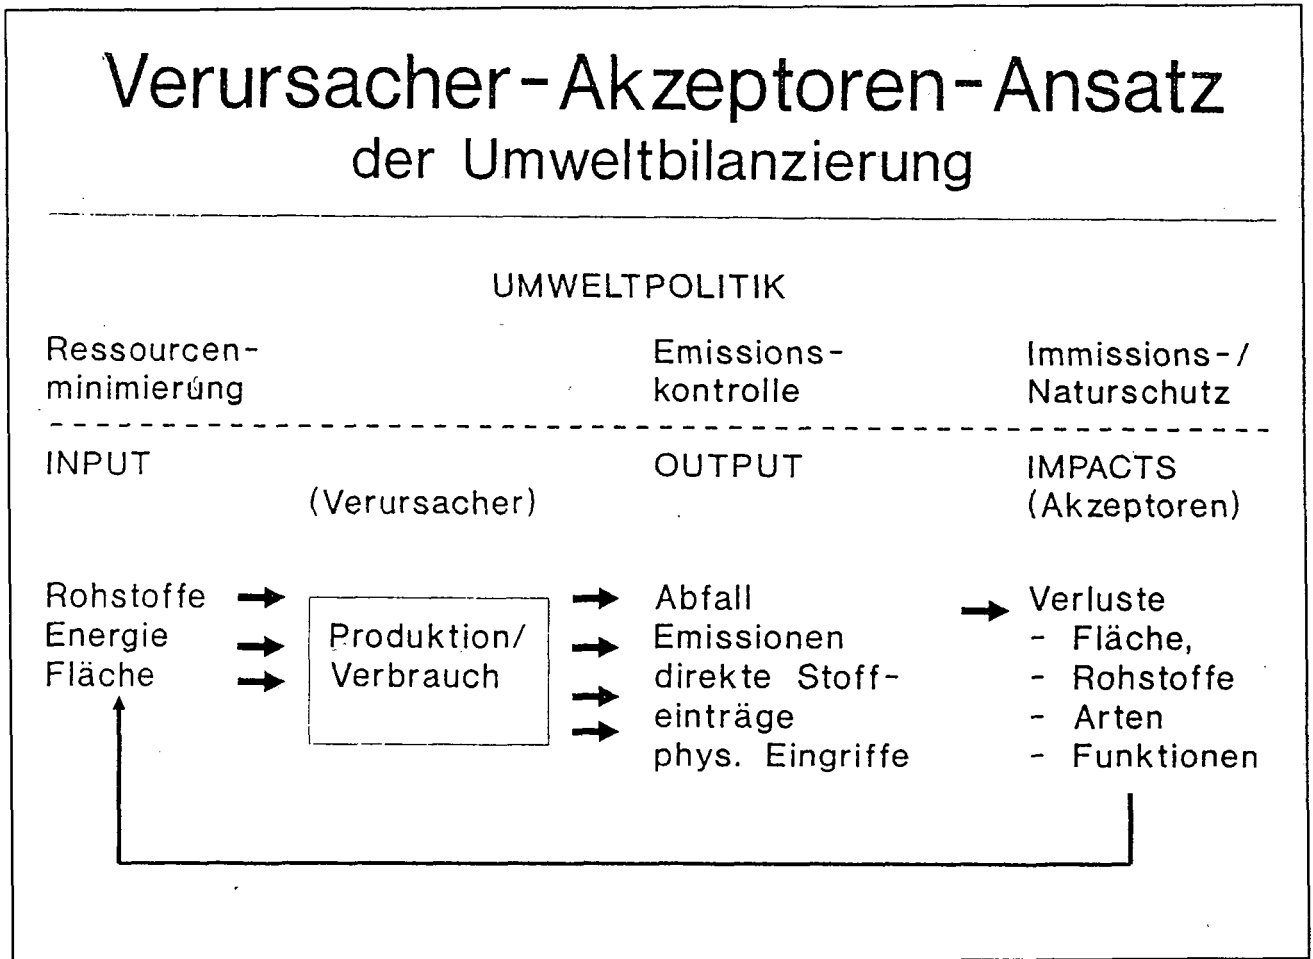 Verursacher-Akzeptoren-Ansatz
der Umweltbilanzierung
UMWELTPOLITIK
Ressourcen-
minimierung
Emissions-
kontrolle
Immissions-/
Naturschutz
INPUT
(Verursacher)
OUTPUT
IMPACTS
(Akzeptoren)
Rohstoffe
Energie
Fläche
Produktion/
Verbrauch
Abfall
Emissionen
direkte Stoff-
einträge
phys. Eingriffe
Verluste
- Fläche,
- Rohstoffe
- Arten
- Funktionen